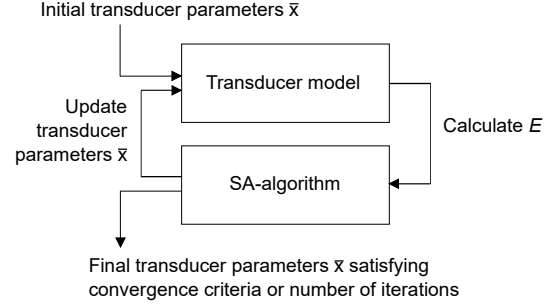 Initial transducer parameters x̄
Transducer model
Update
transducer
parameters x̄
Calculate E
SA-algorithm
Final transducer parameters x̄ satisfying
convergence criteria or number of iterations